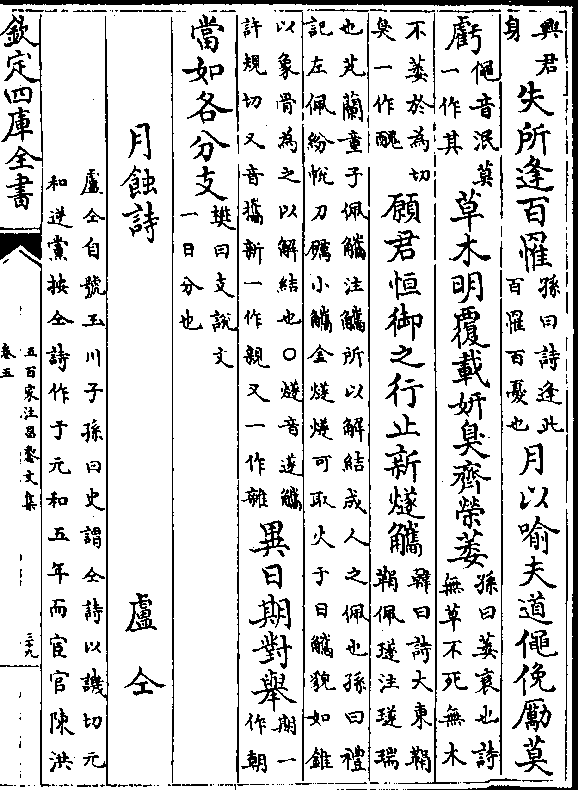 興君
身
失所逢百罹
孫曰詩逢此
百罹百憂也
月以喻夫道僶俛勵莫
虧
僶音泯莫
一作其
草木明覆載妍臭齊榮萎
孫曰萎衰也詩
無草不死無木
不萎於為切
臭一作醜
願君恒御之行止新燧觿
韓曰詩大東鞙
鞙佩璲注璲瑞
也芄蘭童子佩觿注觿所以解結成人之佩也孫曰禮
記左佩紛帨刀礪小觿金燧燧可取火于日觿貌如錐
以象骨為之以解結也○燧音遂觿
許規切又音攜新一作親又一作雜
異日期對舉
期一
作朝
當如各分支
樊曰支說文
一曰分也
月蝕詩 盧仝
盧仝自號玉川子孫曰史謂仝詩以譏切元
和逆黨按仝詩作于元和五年而宦官陳洪
欽定四庫全書
五百家注昌黎文集
卷五
三九